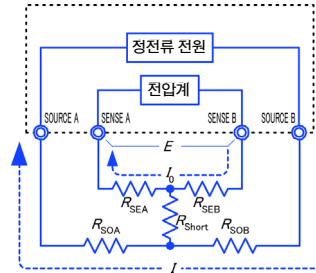 정전류 전원
전압계
SOURCE A SENSE A SENSE B SOURCE B
E
I0
RSEA RSEB
RShort
RSOA RSOB
I